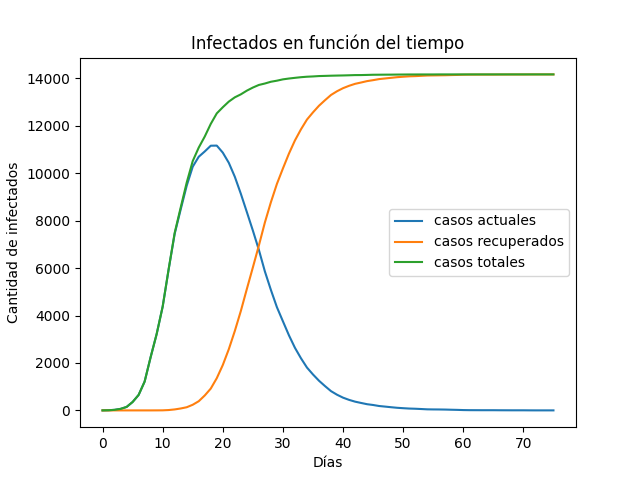 Infectados en función del tiempo
Cantidad de infectados
14000
12000
10000
8000
6000
4000
2000
0
casos actuales
casos recuperados
casos totales
0 10 20 30 40 50 60 70
Días